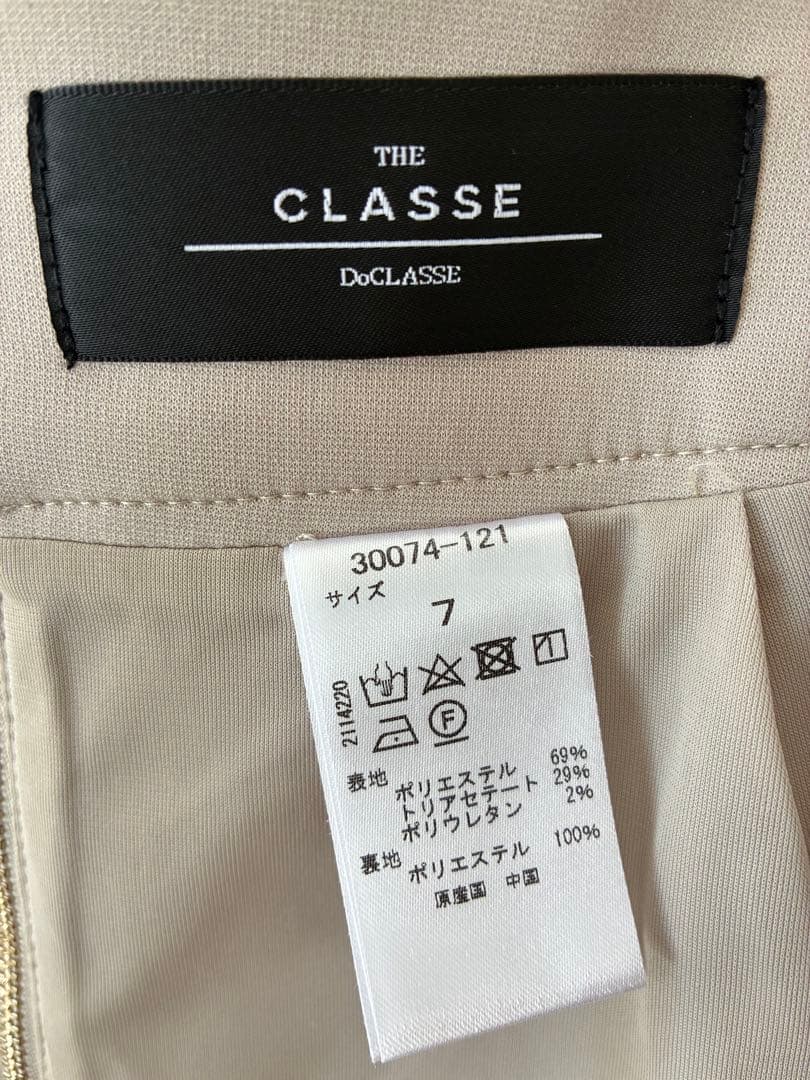 THE
CLASSE
DoCLASSE
30074-121
サイズ
7
2114220
F
表地 ポリエステル 69%
トリアセテート 29%
ポリウレタン 2%
裏地 ポリエステル 100%
原産国 中国